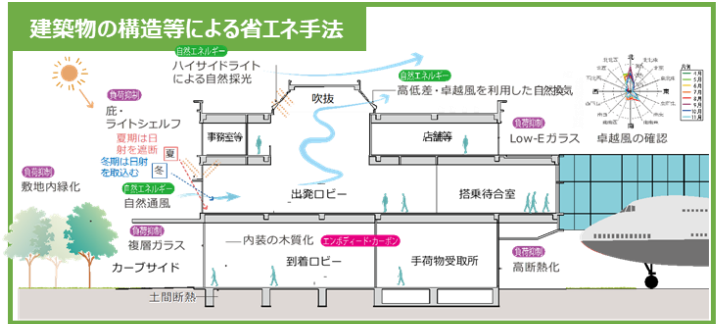 建築物の構造等による省エネ手法
自然エネルギー
ハイサイドライト
による自然採光
自然エネルギー
高低差・卓越風を利用した自然換気
吹抜
負荷抑制
庇・
ライトシェルフ
夏期は日
射を遮断
夏
冬期は日射
を取込む
冬
事務室等
店舗等
負荷抑制
Low-Eガラス
北
東
南
西
卓越風の確認
負荷抑制
敷地内緑化
自然エネルギー
自然通風
出発ロビー
搭乗待合室
負荷抑制
複層ガラス
カーブサイド
内装の木質化
エンボディード・カーボン
到着ロビー
手荷物受取所
負荷抑制
高断熱化
土間断熱